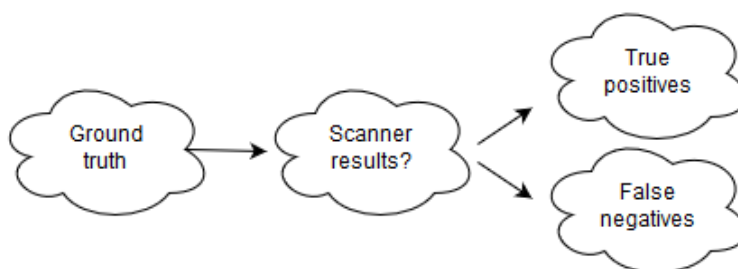 Ground
truth
Scanner
results?
True
positives
False
negatives